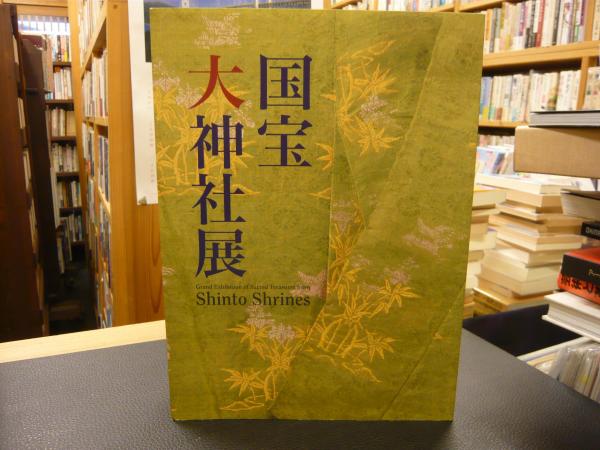 国宝
大神社展
Grand Exhibition of Sacred Treasures from
Shinto Shrines